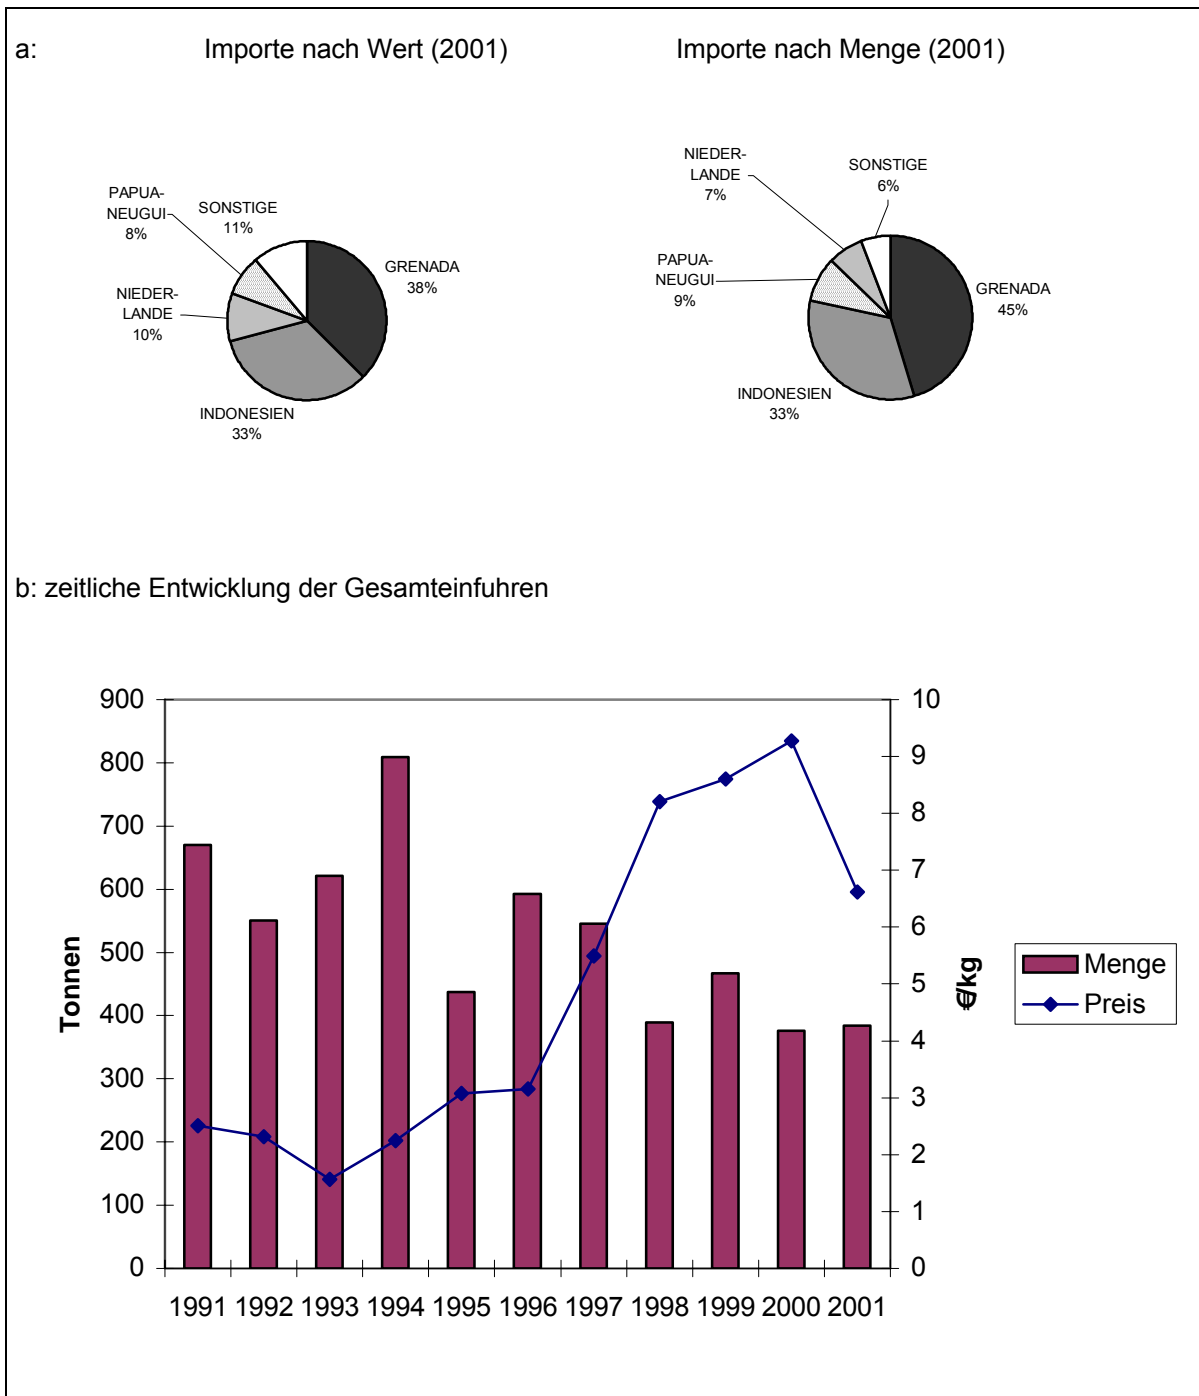 a:
Importe nach Wert (2001)
Importe nach Menge (2001)
PAPUA-
NEUGUI
8%
SONSTIGE
11%
GRENADA
38%
NIEDER-
LANDE
10%
INDONESIEN
33%
NIEDER-
LANDE
7%
SONSTIGE
6%
PAPUA-
NEUGUI
9%
GRENADA
45%
INDONESIEN
33%
b: zeitliche Entwicklung der Gesamteinfuhren
900
800
700
600
500
400
300
200
100
0
Tonnen
10
9
8
7
6
5
4
3
2
1
0
€/kg
Menge
Preis
1991 1992 1993 1994 1995 1996 1997 1998 1999 2000 2001